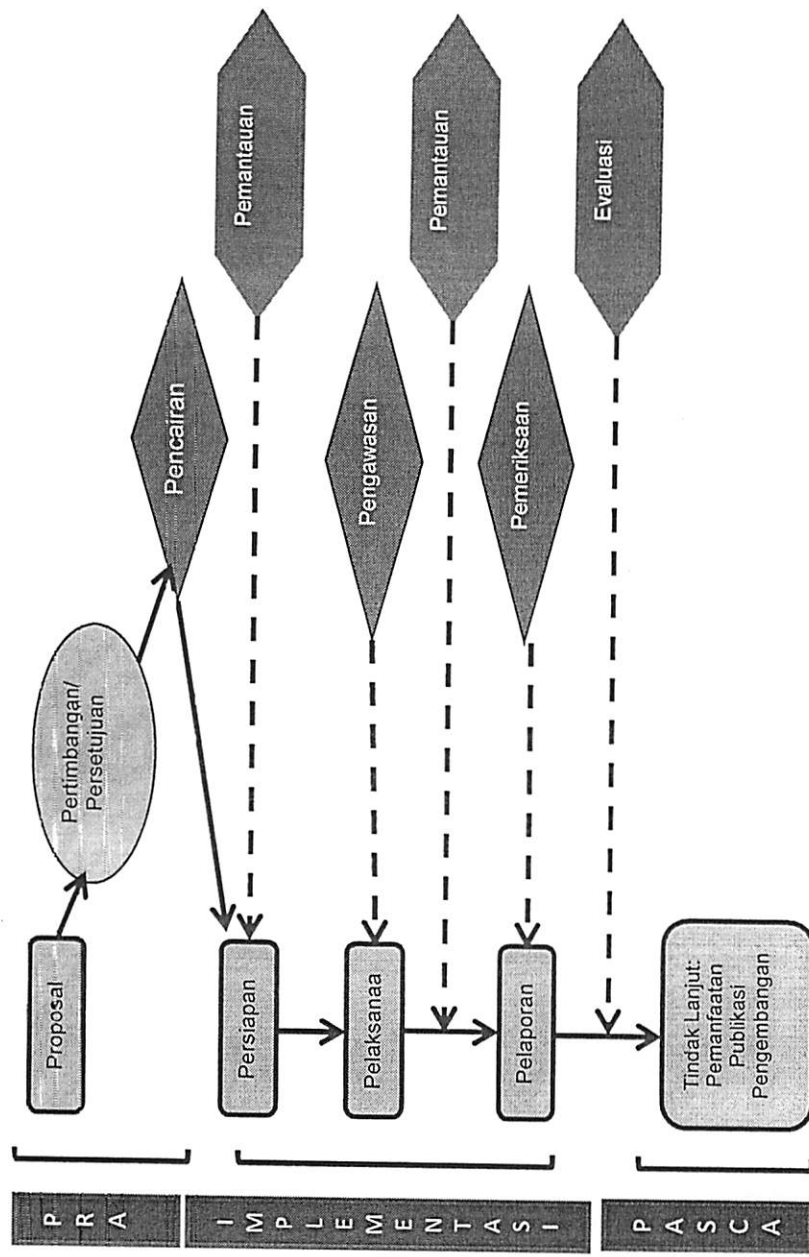 PRA
Proposal
Pertimbangan/
Persetujuan
Pencairan
IMPLEMENTASI
Persiapan
Pemantauan
Pelaksanaa
Pengawasan
Pemantauan
Pelaporan
Pemeriksaan
Evaluasi
PASCA
Tindak Lanjut:
Pemanfaatan
Publikasi
Pengembangan